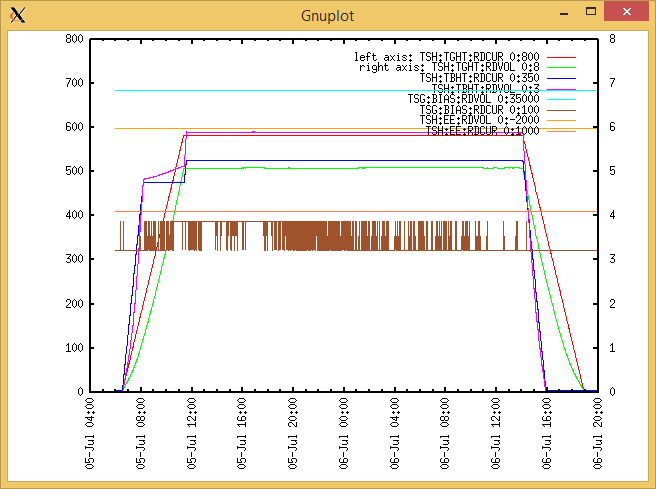 Gnuplot
left axis: TSH:TGHT:RDCUR 0:800
right axis: TSH:TGHT:RDVOL 0:8
TSH:TBHT:RDCUR 0:350
TSH:TBHT:RDVOL 0:3
TSG:BIAS:RDVOL 0:35000
TSG:BIAS:RDCUR 0:100
TSH:EE:RDVOL 0:-2000
TSH:EE:RDCUR 0:1000
800
700
600
500
400
300
200
100
0
8
7
6
5
4
3
2
1
0
05-Jul 04:00
05-Jul 08:00
05-Jul 12:00
05-Jul 16:00
05-Jul 20:00
06-Jul 00:00
06-Jul 04:00
06-Jul 08:00
06-Jul 12:00
06-Jul 16:00
06-Jul 20:00